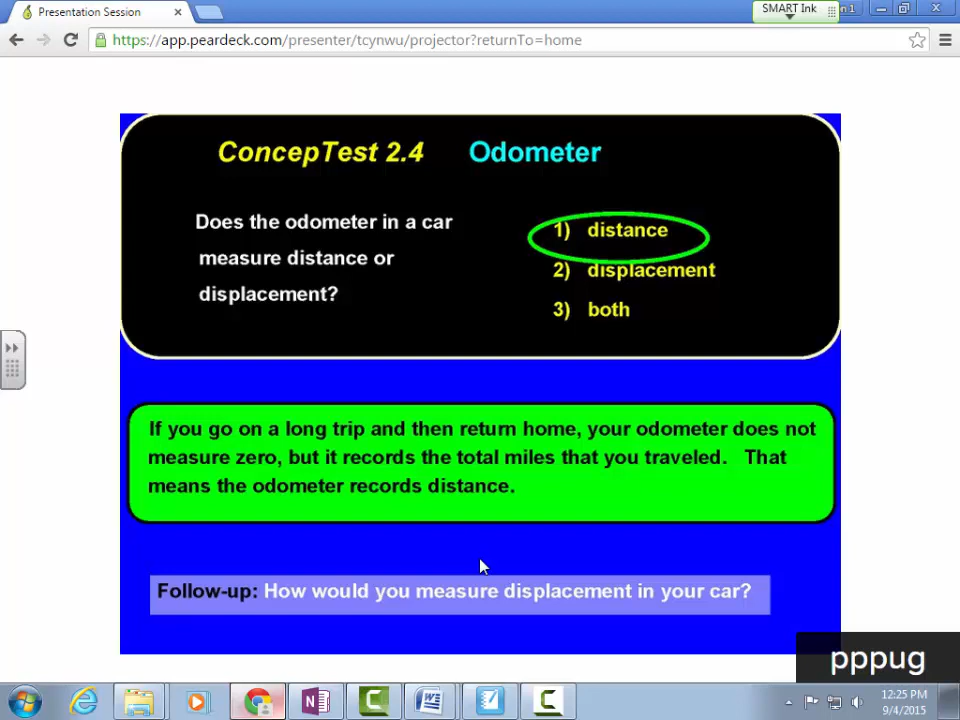 Presentation Session
SMART Ink
https://app.peardeck.com/presenter/tcynwu/projector?returnTo=home
ConcepTest 2.4 Odometer
Does the odometer in a car
measure distance or
displacement?
1) distance
2) displacement
3) both
If you go on a long trip and then return home, your odometer does not
measure zero, but it records the total miles that you traveled. That
means the odometer records distance.
Follow-up: How would you measure displacement in your car?
pppug
12:25 PM
9/4/2015